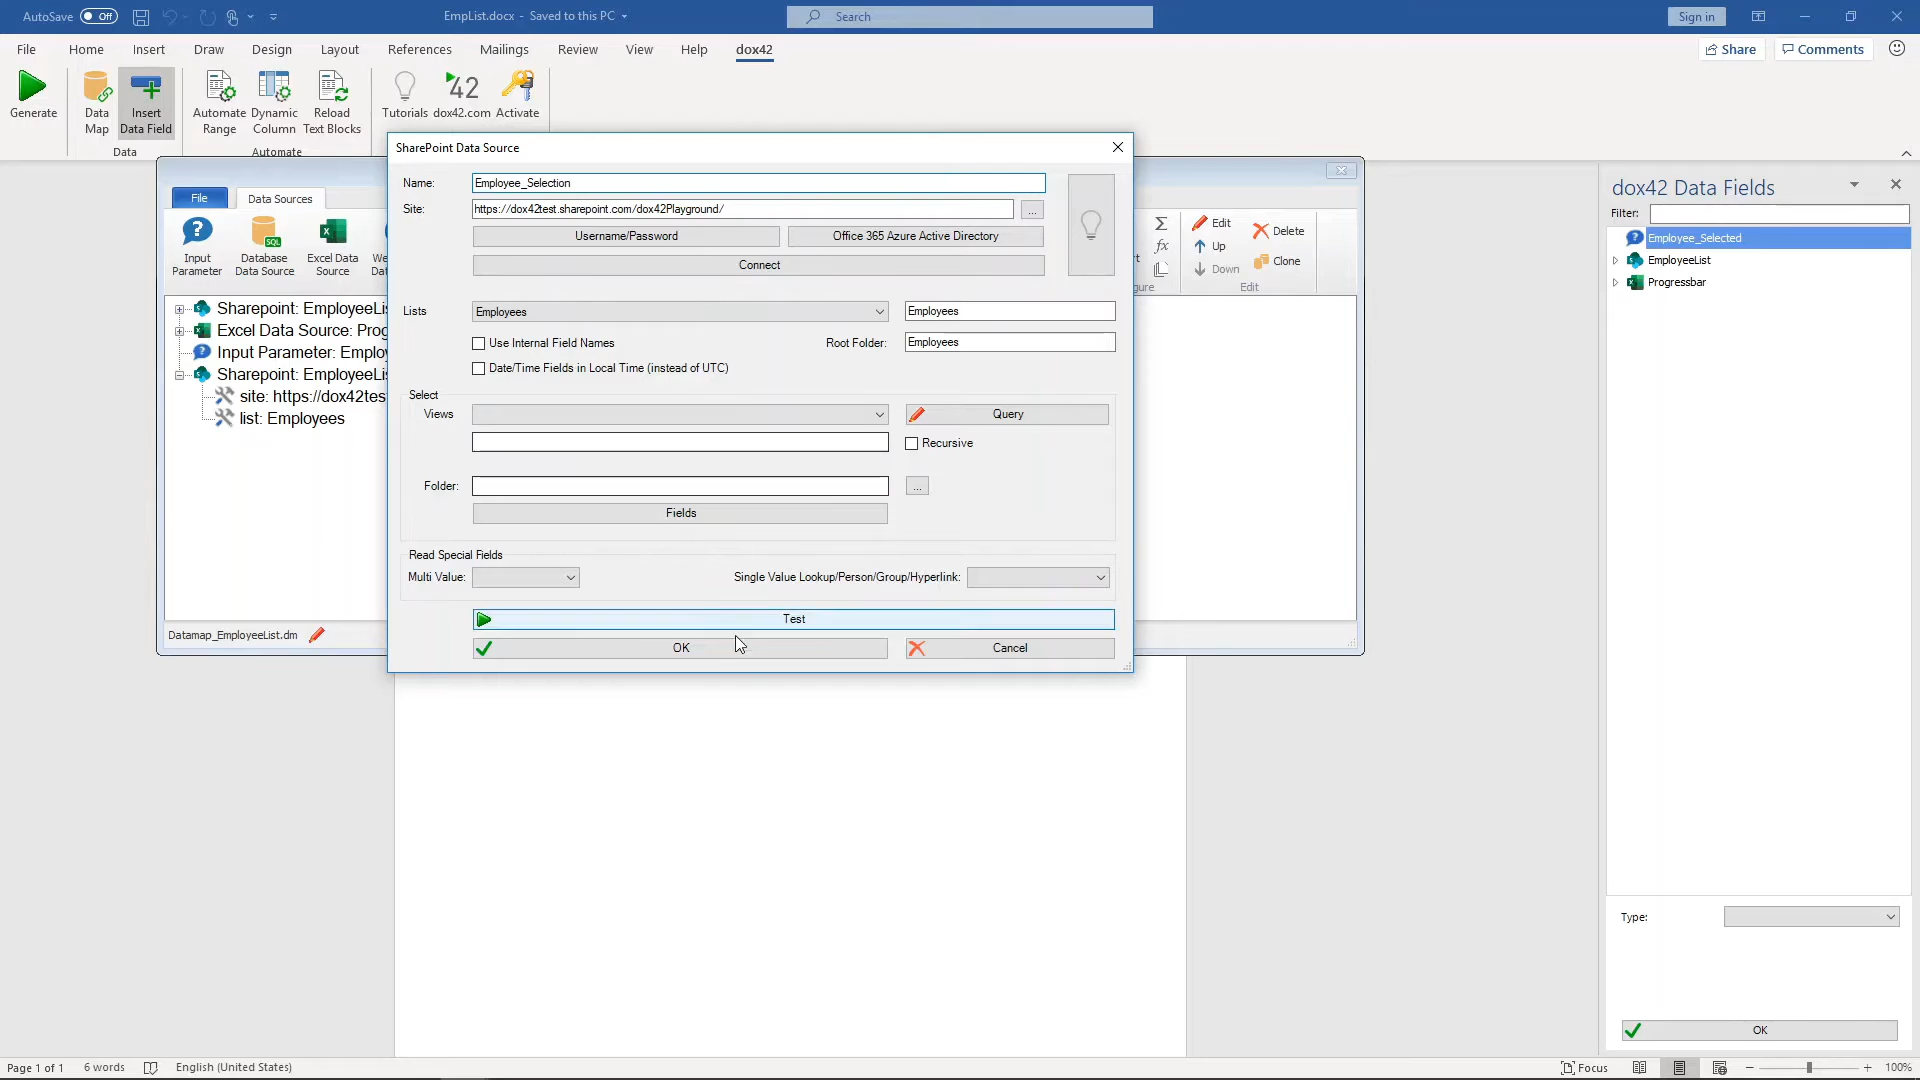 AutoSave Off EmpList.docx - Saved to this PC Search Sign in
File Home Insert Draw Design Layout References Mailings Review View Help dox42 Share Comments
Generate Data Map Insert Data Field Automate Range Dynamic Column Reload Text Blocks Tutorials 42 dox42.com Activate
Data Automate
SharePoint Data Source
Name: Employee_Selection
Site: https://dox42test.sharepoint.com/dox42Playground/ ...
Username/Password Office 365 Azure Active Directory
Connect
Lists Employees Employees
Use Internal Field Names Root Folder: Employees
Date/Time Fields in Local Time (instead of UTC)
Select
Views Query
Recursive
Folder: ...
Fields
Read Special Fields
Multi Value: Single Value Lookup/Person/Group/Hyperlink:
Test
OK Cancel
File Data Sources
Input Parameter Database Data Source SQL Excel Data Source
Edit Delete
Up
Down Clone
Edit
Sharepoint: EmployeeLis
Excel Data Source: Prog
Input Parameter: Employ
Sharepoint: EmployeeLis
site: https://dox42tes
list: Employees
Datamap_EmployeeList.dm
dox42 Data Fields
Filter:
Employee_Selected
EmployeeList
Progressbar
Type:
OK
Page 1 of 1 6 words English (United States) Focus 100%